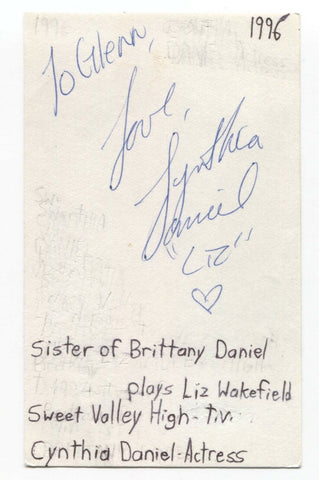 1996
To Glenn,
Love,
Cynthia
Daniel
"Liz"
Sister of Brittany Daniel
plays Liz Wakefield
Sweet Valley High - T.V.
Cynthia Daniel-Actress